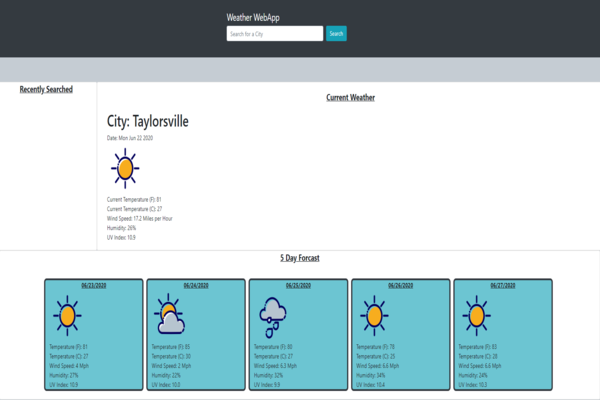 Weather WebApp
Search for a City
Search
Recently Searched
Current Weather
City: Taylorsville
Date: Mon Jun 22 2020
Current Temperature (F): 81
Current Temperature (C): 27
Wind Speed: 17.2 Miles per Hour
Humidity: 26%
UV Index: 10.9
5 Day Forcast
06/23/2020
Temperature (F): 81
Temperature (C): 27
Wind Speed: 4 Mph
Humidity: 27%
UV Index: 10.9
06/24/2020
Temperature (F): 85
Temperature (C): 30
Wind Speed: 2 Mph
Humidity: 22%
UV Index: 10.0
06/25/2020
Temperature (F): 80
Temperature (C): 27
Wind Speed: 6.3 Mph
Humidity: 32%
UV Index: 9.9
06/26/2020
Temperature (F): 78
Temperature (C): 25
Wind Speed: 6.6 Mph
Humidity: 34%
UV Index: 10.4
06/27/2020
Temperature (F): 83
Temperature (C): 28
Wind Speed: 6.6 Mph
Humidity: 24%
UV Index: 10.3